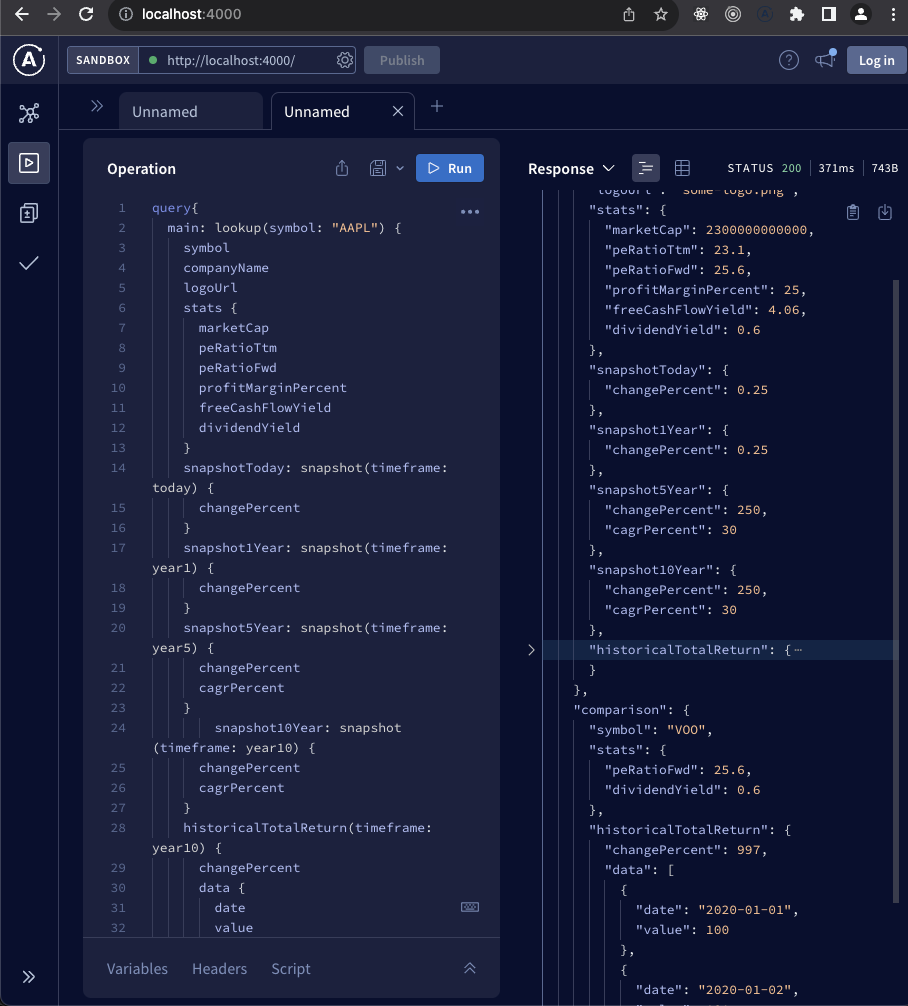 localhost:4000
SANDBOX
http://localhost:4000/
Publish
Log in
Unnamed
Unnamed
Operation
Run
1 query{
2 main: lookup(symbol: "AAPL") {
3 symbol
4 companyName
5 logoUrl
6 stats {
7 marketCap
8 peRatioTtm
9 peRatioFwd
10 profitMarginPercent
11 freeCashFlowYield
12 dividendYield
13 }
14 snapshotToday: snapshot(timeframe:
today) {
15 changePercent
16 }
17 snapshot1Year: snapshot(timeframe:
year1) {
18 changePercent
19 }
20 snapshot5Year: snapshot(timeframe:
year5) {
21 changePercent
22 cagrPercent
23 }
24 snapshot10Year: snapshot
(timeframe: year10) {
25 changePercent
26 cagrPercent
27 }
28 historicalTotalReturn(timeframe:
year10) {
29 changePercent
30 data {
31 date
32 value
Variables Headers Script
Response
STATUS 200 371ms 743B
"logoUrl": "some-logo.png",
"stats": {
"marketCap": 2300000000000,
"peRatioTtm": 23.1,
"peRatioFwd": 25.6,
"profitMarginPercent": 25,
"freeCashFlowYield": 4.06,
"dividendYield": 0.6
},
"snapshotToday": {
"changePercent": 0.25
},
"snapshot1Year": {
"changePercent": 0.25
},
"snapshot5Year": {
"changePercent": 250,
"cagrPercent": 30
},
"snapshot10Year": {
"changePercent": 250,
"cagrPercent": 30
},
"historicalTotalReturn": {⋯
}
},
"comparison": {
"symbol": "VOO",
"stats": {
"peRatioFwd": 25.6,
"dividendYield": 0.6
},
"historicalTotalReturn": {
"changePercent": 997,
"data": [
{
"date": "2020-01-01",
"value": 100
},
{
"date": "2020-01-02",